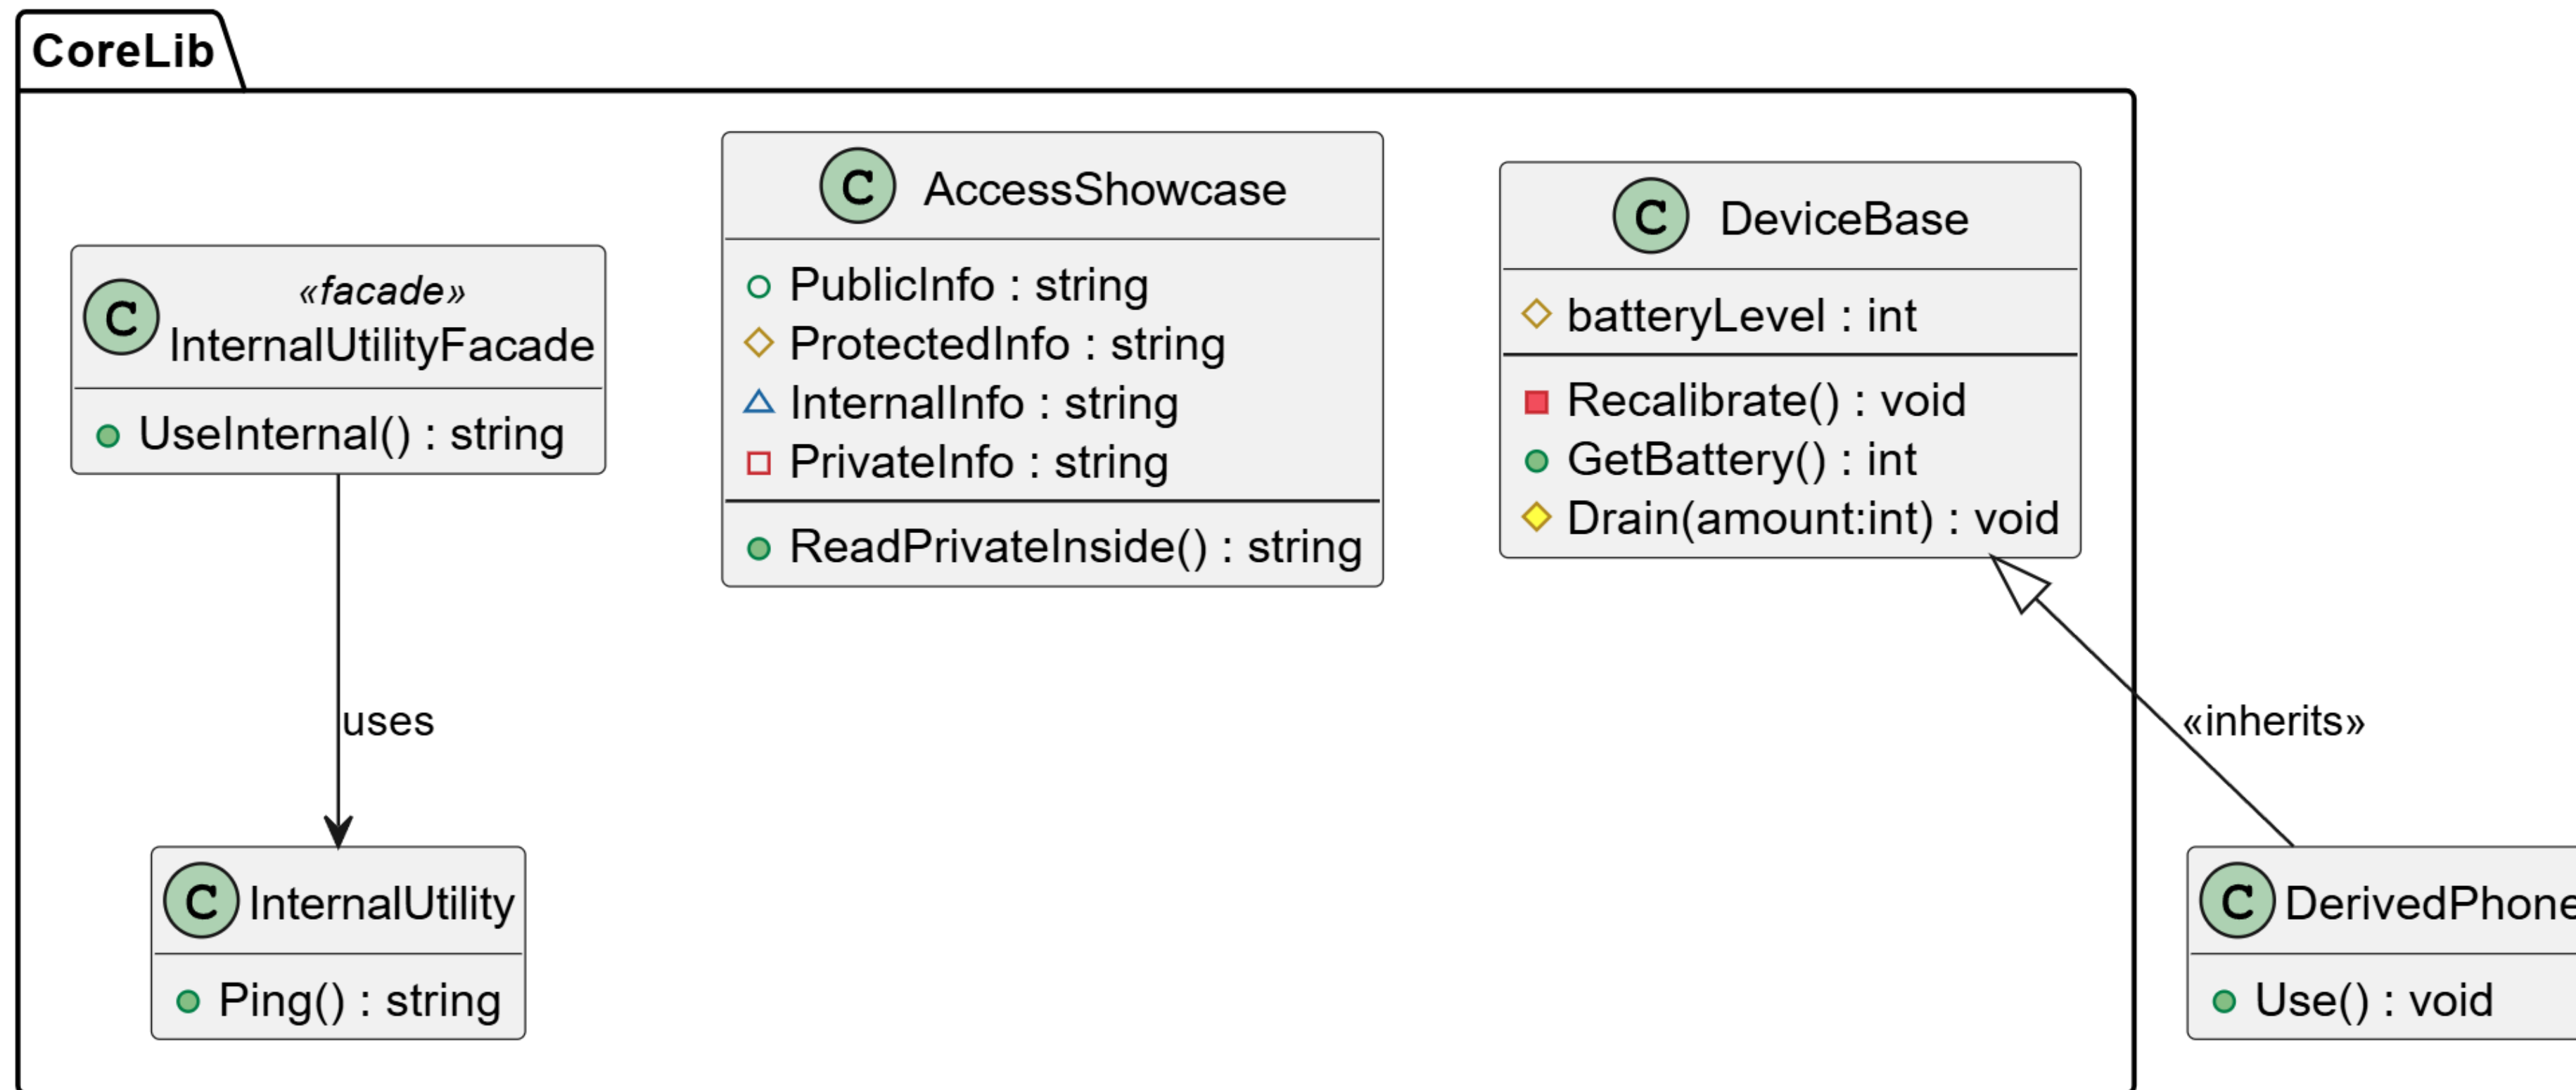 CoreLib
C
«facade»
InternalUtilityFacade
UseInternal() : string
C AccessShowcase
PublicInfo : string
ProtectedInfo : string
InternalInfo : string
PrivateInfo : string
ReadPrivateInside() : string
C DeviceBase
batteryLevel : int
Recalibrate() : void
GetBattery() : int
Drain(amount:int) : void
uses
«inherits»
C InternalUtility
Ping() : string
C DerivedPhone
Use() : void